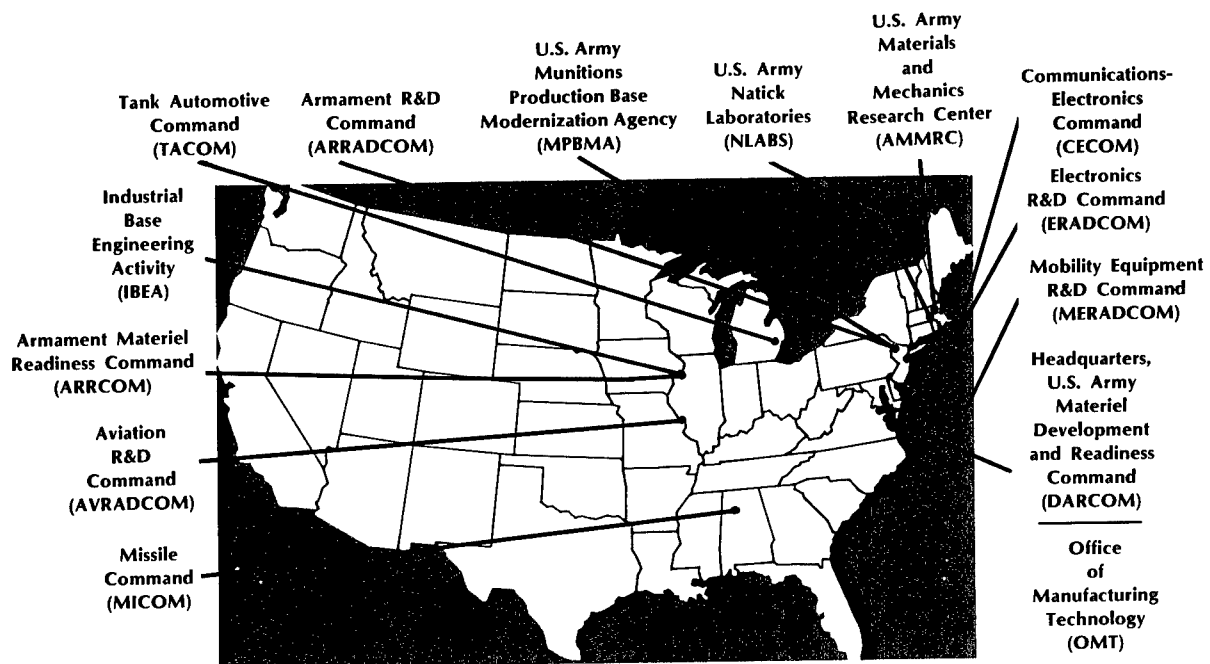 Tank Automotive
Command
(TACOM)
Armament R&D
Command
(ARRADCOM)
U.S. Army
Munitions
Production Base
Modernization Agency
(MPBMA)
U.S. Army
Natick
Laboratories
(NLABS)
U.S. Army
Materials
and
Mechanics
Research Center
(AMMRC)
Communications-
Electronics
Command
(CECOM)
Electronics
R&D Command
(ERADCOM)
Mobility Equipment
R&D Command
(MERADCOM)
Headquarters,
U.S. Army
Materiel
Development
and Readiness
Command
(DARCOM)
Office
of
Manufacturing
Technology
(OMT)
Industrial
Base
Engineering
Activity
(IBEA)
Armament Materiel
Readiness Command
(ARRCOM)
Aviation
R&D
Command
(AVRADCOM)
Missile
Command
(MICOM)